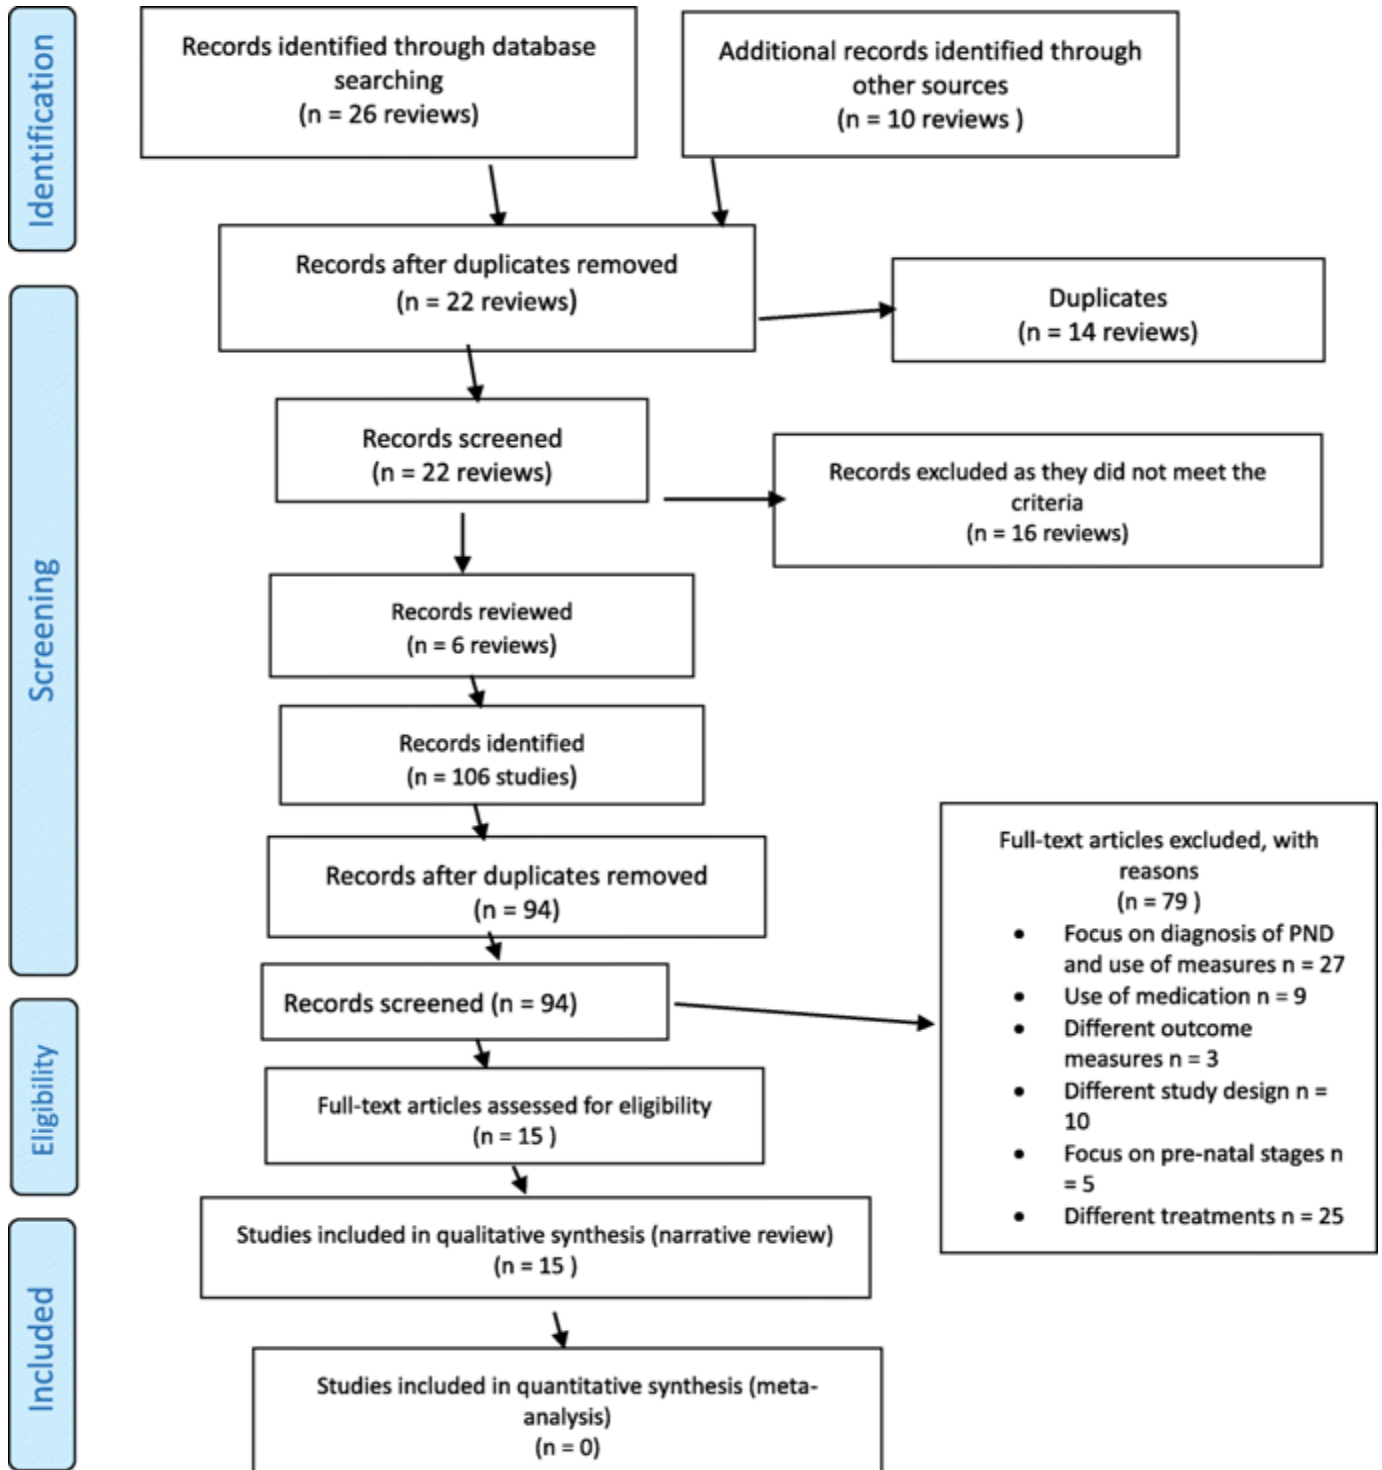 Identification
Records identified through database
searching
(n = 26 reviews)
Additional records identified through
other sources
(n = 10 reviews )
Records after duplicates removed
(n = 22 reviews)
Duplicates
(n = 14 reviews)
Screening
Records screened
(n = 22 reviews)
Records excluded as they did not meet the
criteria
(n = 16 reviews)
Records reviewed
(n = 6 reviews)
Records identified
(n = 106 studies)
Records after duplicates removed
(n = 94)
Records screened (n = 94)
Full-text articles excluded, with
reasons
(n = 79 )
• Focus on diagnosis of PND
and use of measures n = 27
• Use of medication n = 9
• Different outcome
measures n = 3
• Different study design n =
10
• Focus on pre-natal stages n
= 5
• Different treatments n = 25
Eligibility
Full-text articles assessed for eligibility
(n = 15 )
Included
Studies included in qualitative synthesis (narrative review)
(n = 15 )
Studies included in quantitative synthesis (meta-
analysis)
(n = 0)